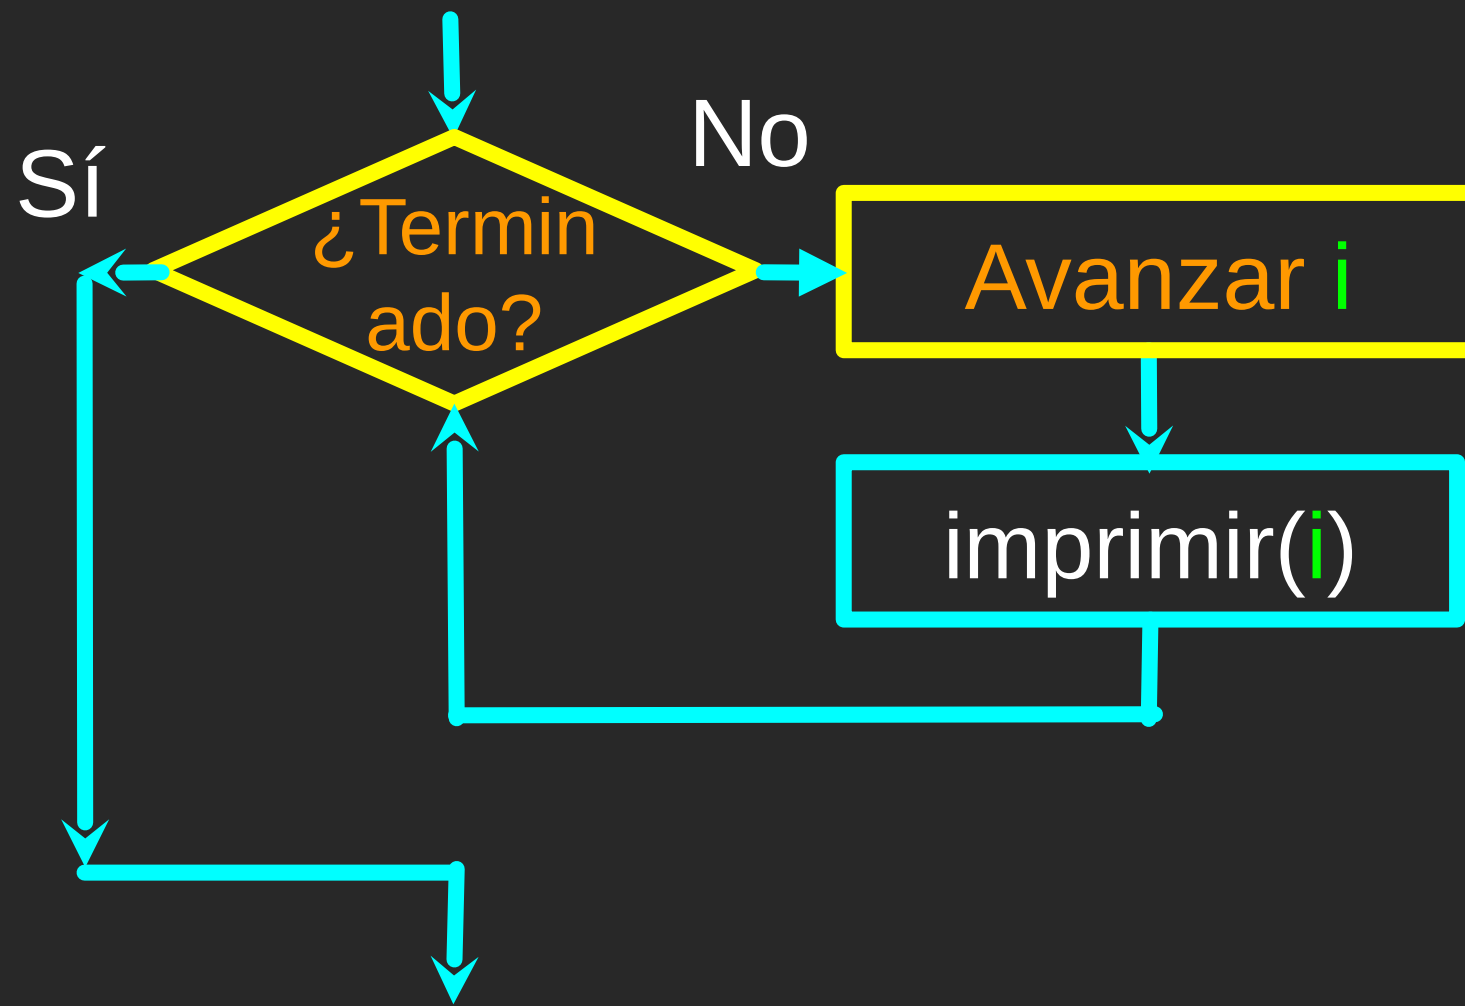 No
Sí
¿Termin
ado?
Avanzar i
imprimir(i)